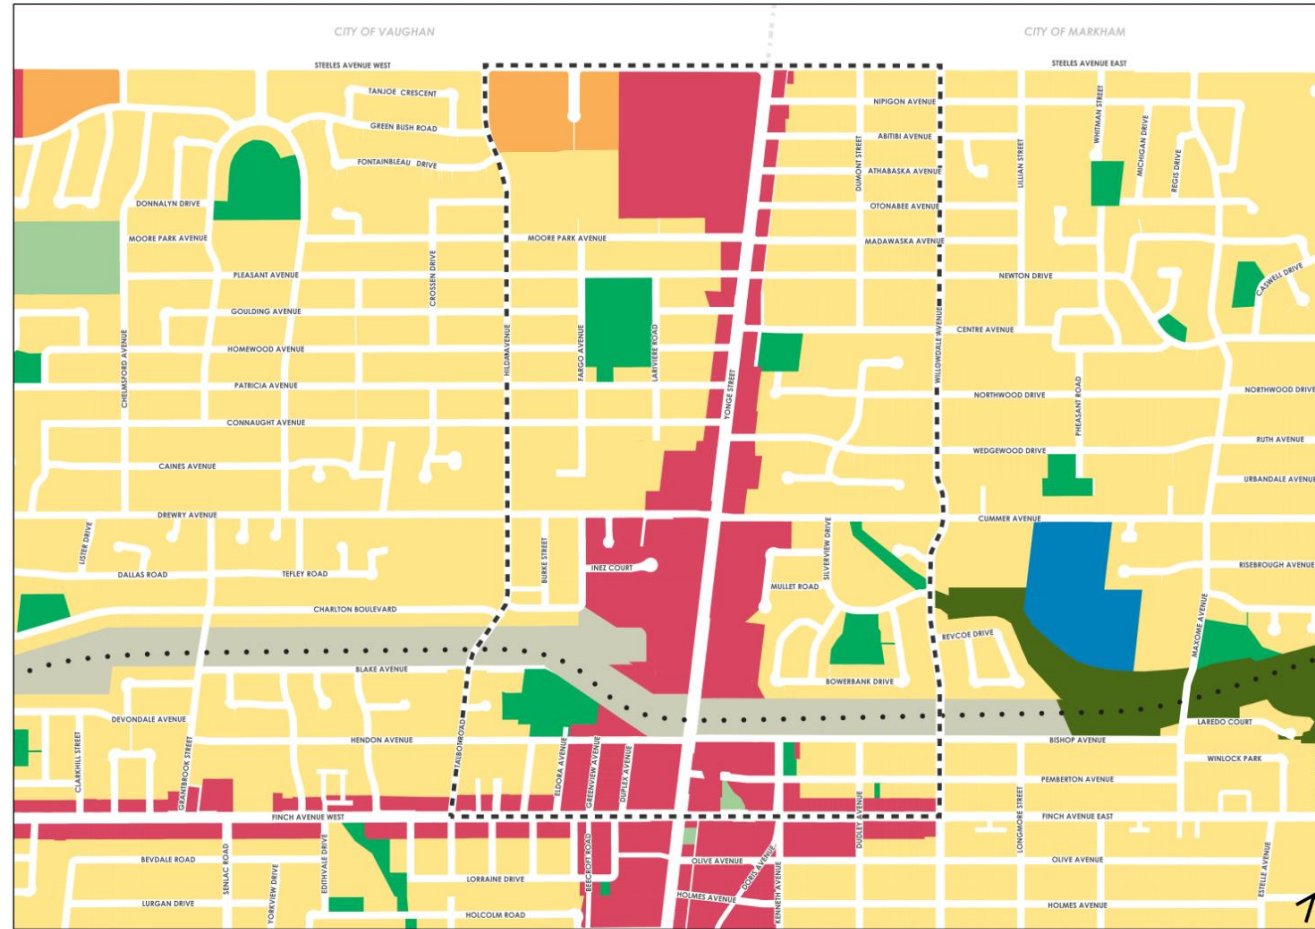 CITY OF VAUGHAN
CITY OF MARKHAM
STEELES AVENUE WEST
STEELES AVENUE EAST
TANJOE CRESCENT
NIPIGON AVENUE
WHITMAN STREET
GREEN BUSH ROAD
ABITIBI AVENUE
MICHIGAN DRIVE
FONTAINBLEAU DRIVE
DUMONT STREET
ATHABASKA AVENUE
LILLIAN STREET
REGIS DRIVE
DONNALYN DRIVE
OTONABEE AVENUE
MOORE PARK AVENUE
MOORE PARK AVENUE
MADAWASKA AVENUE
PLEASANT AVENUE
CROSSEN DRIVE
NEWTON DRIVE
CASWELL DRIVE
GOULDING AVENUE
CENTRE AVENUE
CHELMSFORD AVENUE
HOMEWOOD AVENUE
FARGO AVENUE
LARIVIERE ROAD
WILLOWDALE AVENUE
PATRICIA AVENUE
YONGE STREET
NORTHWOOD DRIVE
PHEASANT ROAD
NORTHWOOD DRIVE
CONNAUGHT AVENUE
RUTH AVENUE
CAINES AVENUE
WEDGEWOOD DRIVE
URBANDALE AVENUE
DREWRY AVENUE
CUMMER AVENUE
LISTER DRIVE
BURKE STREET
SILVERVIEW DRIVE
DALLAS ROAD
TEFLEY ROAD
INEZ COURT
MULLET ROAD
RISEBROUGH AVENUE
CHARLTON BOULEVARD
MAXOME AVENUE
REVCOE DRIVE
BLAKE AVENUE
BOWERBANK DRIVE
DEVONDALE AVENUE
TALBOT ROAD
LAREDO COURT
CLARKHILL STREET
GRANTBROOK STREET
HENDON AVENUE
ELDORA AVENUE
GREENVIEW AVENUE
DUPLEX AVENUE
BISHOP AVENUE
WINLOCK PARK
PEMBERTON AVENUE
FINCH AVENUE WEST
DUDLEY AVENUE
LONGMORE STREET
FINCH AVENUE EAST
BEVDALE ROAD
SENLAC ROAD
YORKVIEW DRIVE
EDITHVALE DRIVE
BEECROFT ROAD
OLIVE AVENUE
DORIS AVENUE
KENNETH AVENUE
OLIVE AVENUE
ESTELLE AVENUE
LORRAINE DRIVE
LURGAN DRIVE
HOLMES AVENUE
HOLMES AVENUE
HOLCOLM ROAD